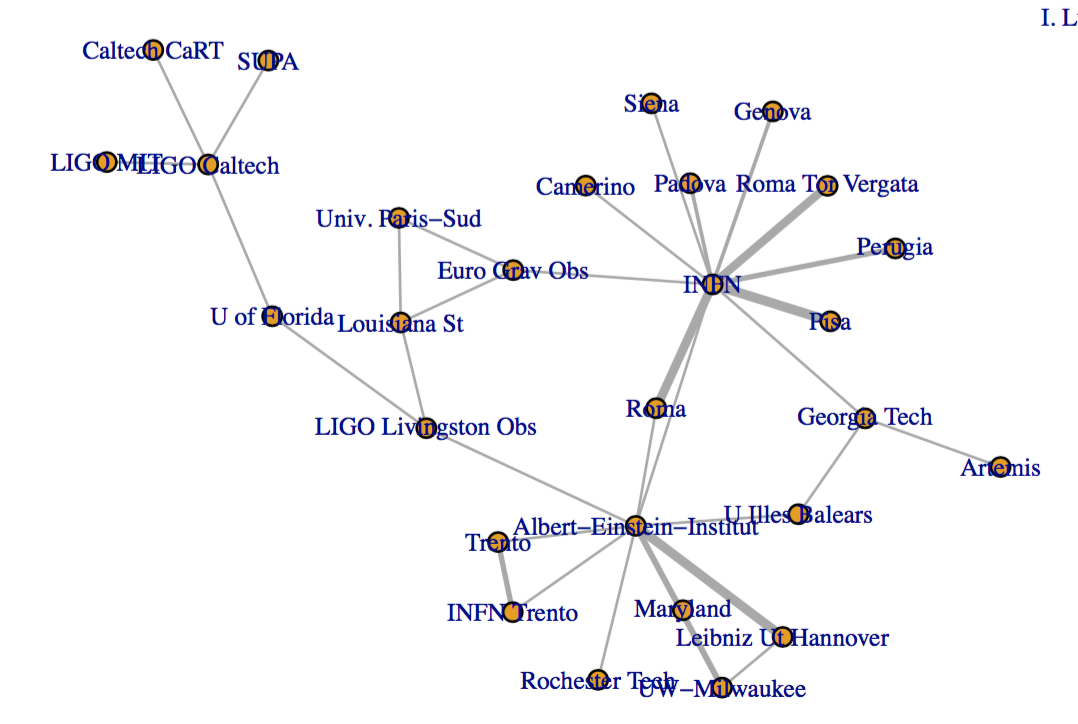 I. L
Caltech CaRT
SUPA
Siena
Genova
LIGO MIT
LIGO Caltech
Camerino
Padova
Roma Tor Vergata
Univ. Paris–Sud
Perugia
Euro Grav Obs
INFN
U of Florida
Louisiana St
Pisa
Roma
Georgia Tech
LIGO Livingston Obs
Artemis
U Illes Balears
Albert–Einstein–Institut
Trento
INFN Trento
Maryland
Leibniz Ut Hannover
Rochester Tech
UW–Milwaukee